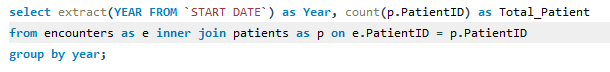 select extract(YEAR FROM `START DATE`) as Year, count(p.PatientID) as Total_Patient
from encounters as e inner join patients as p on e.PatientID = p.PatientID
group by year;